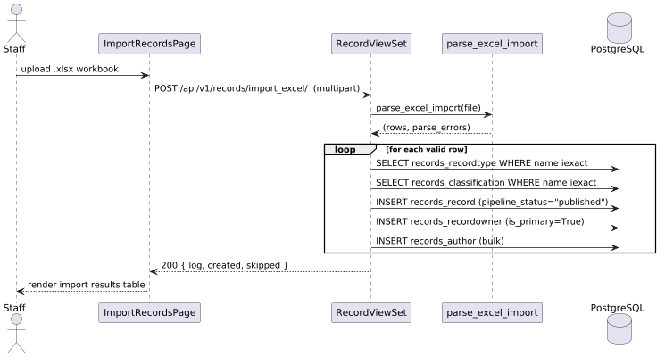 Staff
ImportRecordsPage
RecordViewSet
parse_excel_import
PostgreSQL
upload .xlsx workbook
POST /api/v1/records/import_excel/ (multipart)
parse_excel_import(file)
(rows, parse_errors)
loop [for each valid row]
SELECT records_recordtype WHERE name iexact
SELECT records_classification WHERE name iexact
INSERT records_record (pipeline_status="published")
INSERT records_recordowner (is_primary=True)
INSERT records_author (bulk)
200 { log, created, skipped }
render import results table
Staff
ImportRecordsPage
RecordViewSet
parse_excel_import
PostgreSQL